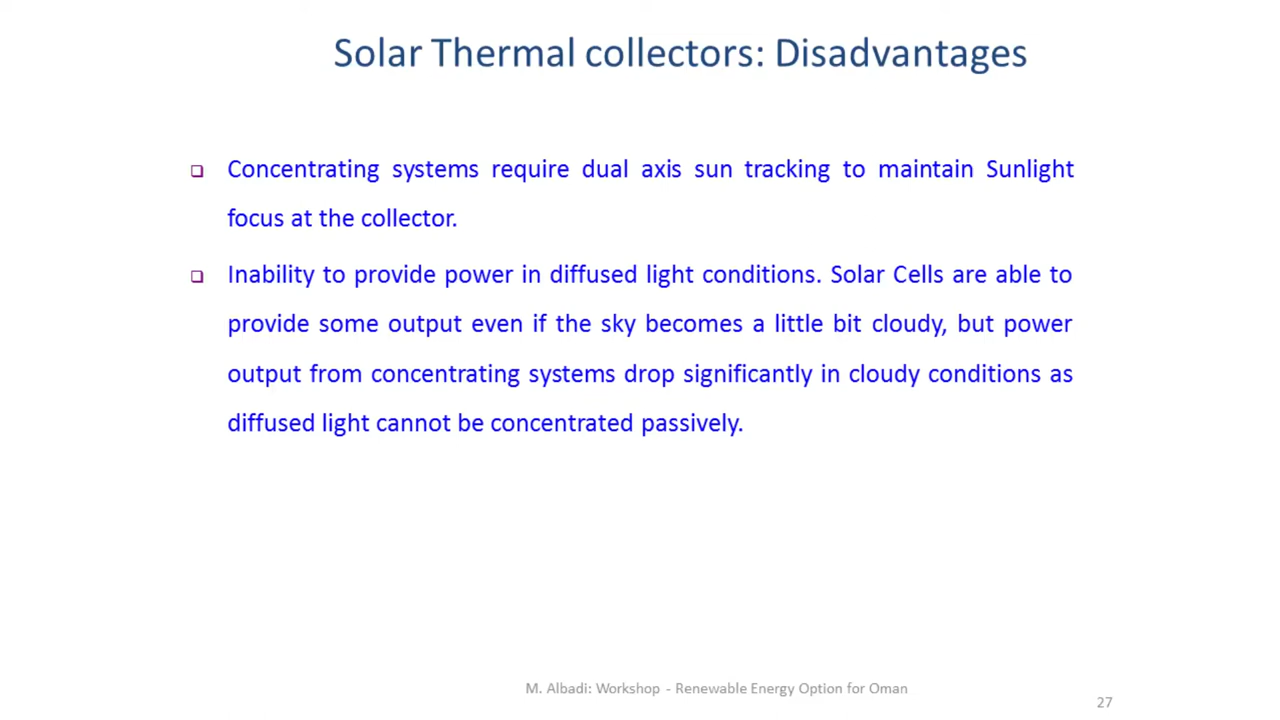 Solar Thermal collectors: Disadvantages
Concentrating systems require dual axis sun tracking to maintain Sunlight
focus at the collector.
Inability to provide power in diffused light conditions. Solar Cells are able to
provide some output even if the sky becomes a little bit cloudy, but power
output from concentrating systems drop significantly in cloudy conditions as
diffused light cannot be concentrated passively.
M. Albadi: Workshop - Renewable Energy Option for Oman
27